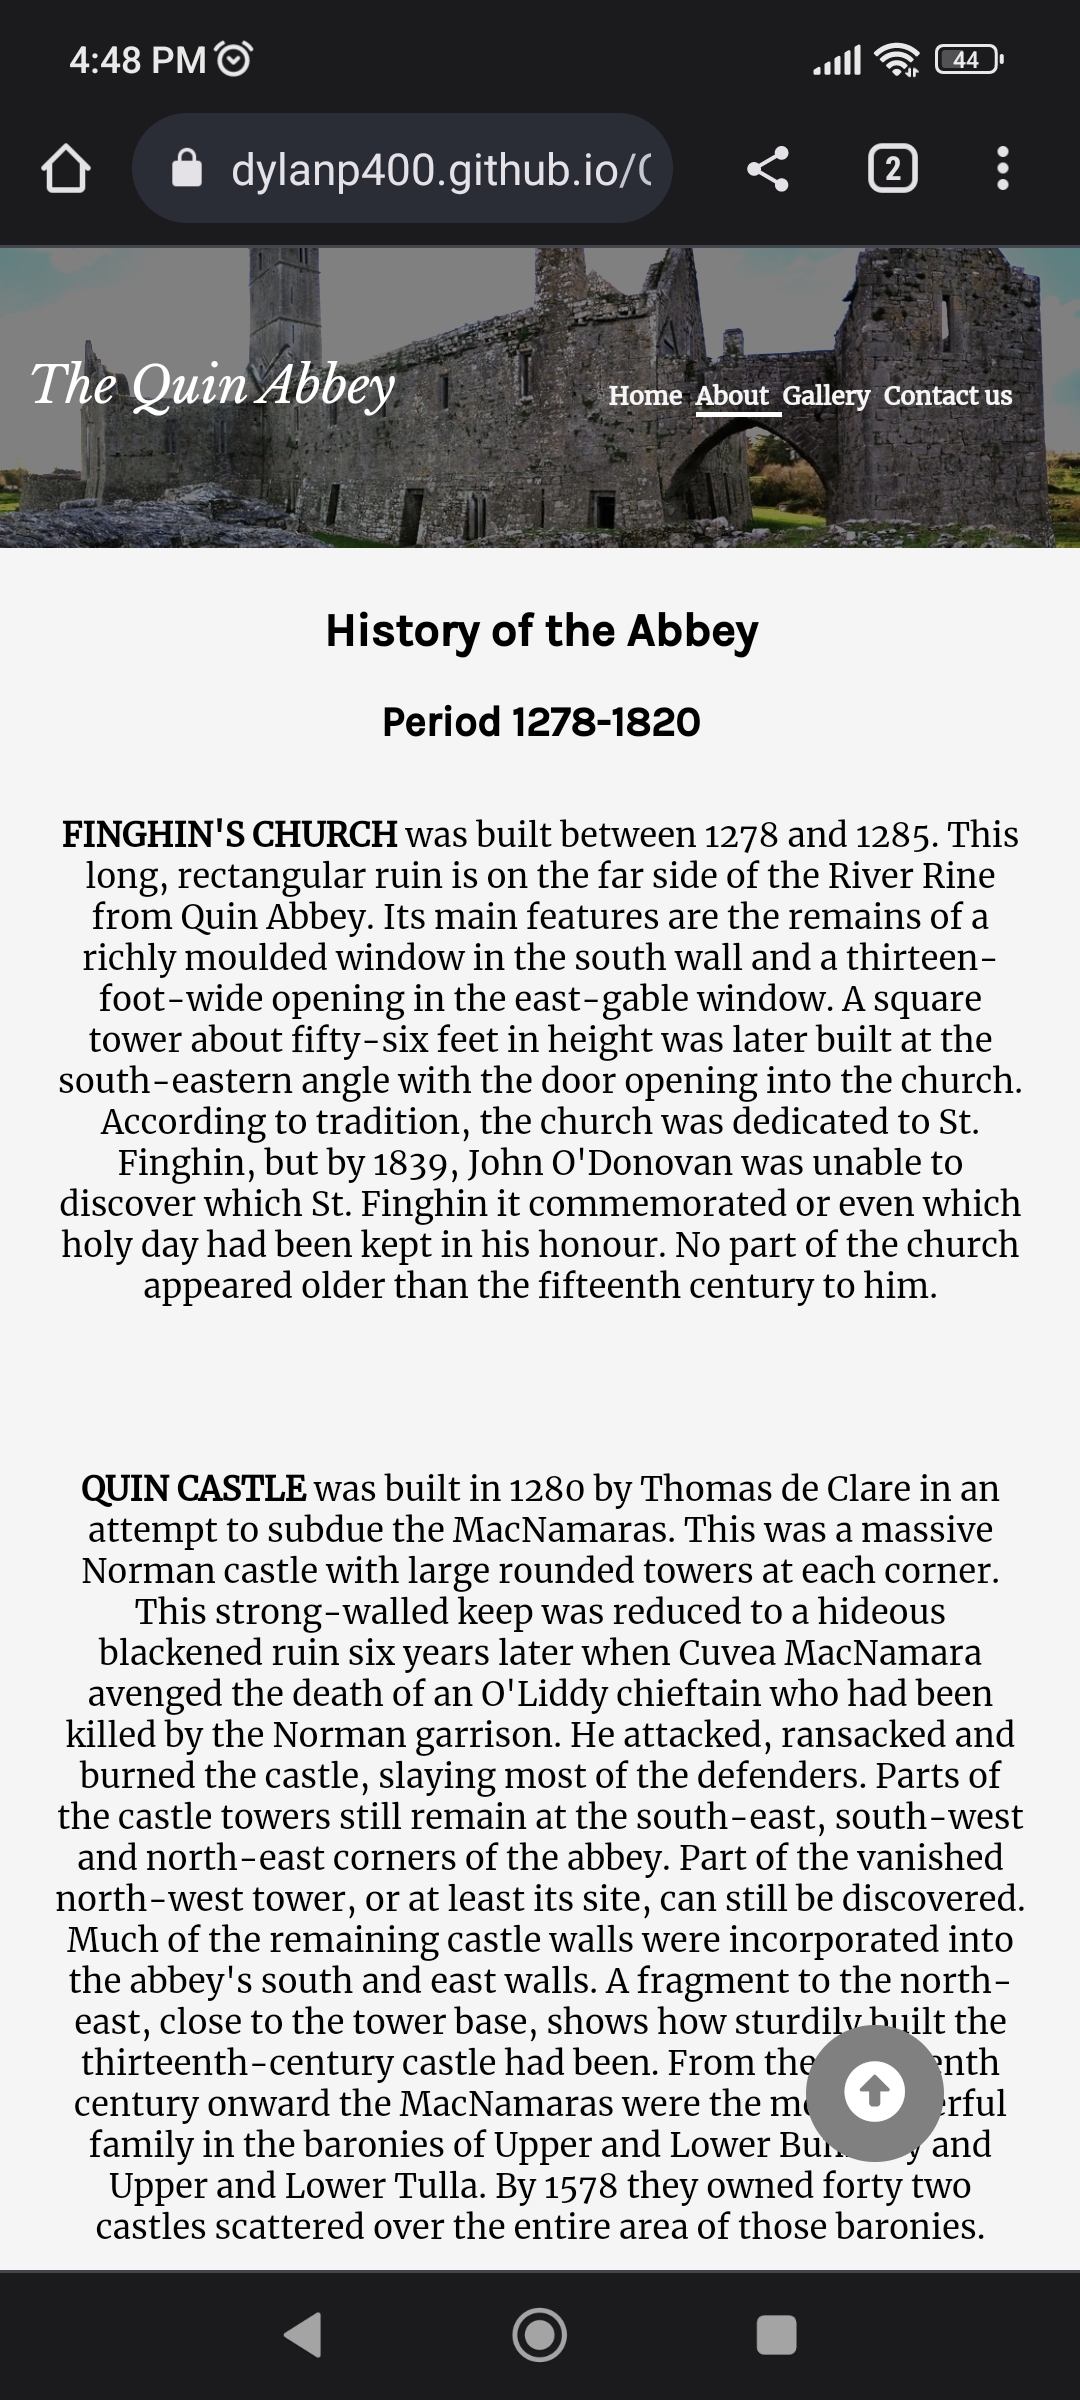 4:48 PM
44
dylanp400.github.io/
2
The Quin Abbey
Home About Gallery Contact us
History of the Abbey
Period 1278-1820
FINGHIN'S CHURCH was built between 1278 and 1285. This
long, rectangular ruin is on the far side of the River Rine
from Quin Abbey. Its main features are the remains of a
richly moulded window in the south wall and a thirteen-
foot-wide opening in the east-gable window. A square
tower about fifty-six feet in height was later built at the
south-eastern angle with the door opening into the church.
According to tradition, the church was dedicated to St.
Finghin, but by 1839, John O'Donovan was unable to
discover which St. Finghin it commemorated or even which
holy day had been kept in his honour. No part of the church
appeared older than the fifteenth century to him.
QUIN CASTLE was built in 1280 by Thomas de Clare in an
attempt to subdue the MacNamaras. This was a massive
Norman castle with large rounded towers at each corner.
This strong-walled keep was reduced to a hideous
blackened ruin six years later when Cuvea MacNamara
avenged the death of an O'Liddy chieftain who had been
killed by the Norman garrison. He attacked, ransacked and
burned the castle, slaying most of the defenders. Parts of
the castle towers still remain at the south-east, south-west
and north-east corners of the abbey. Part of the vanished
north-west tower, or at least its site, can still be discovered.
Much of the remaining castle walls were incorporated into
the abbey's south and east walls. A fragment to the north-
east, close to the tower base, shows how sturdily built the
thirteenth-century castle had been. From the
century onward the MacNamaras were the
family in the baronies of Upper and Lower and
Upper and Lower Tulla. By 1578 they owned forty two
castles scattered over the entire area of those baronies.